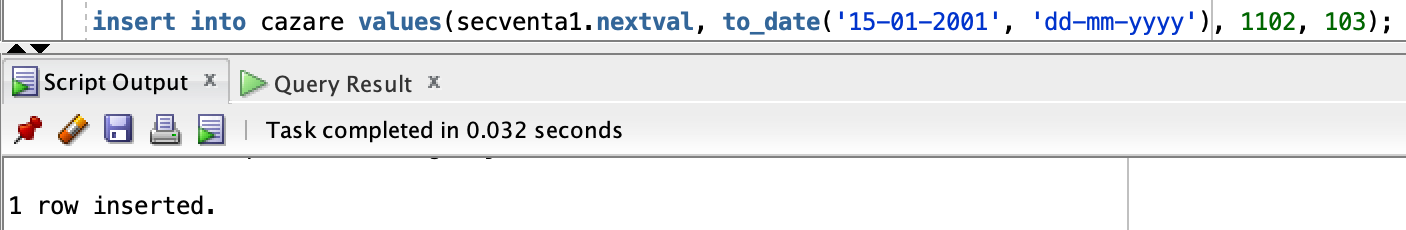 insert into cazare values(secventa1.nextval, to_date('15-01-2001', 'dd-mm-yyyy'), 1102, 103);
Script Output x Query Result x
Task completed in 0.032 seconds
1 row inserted.